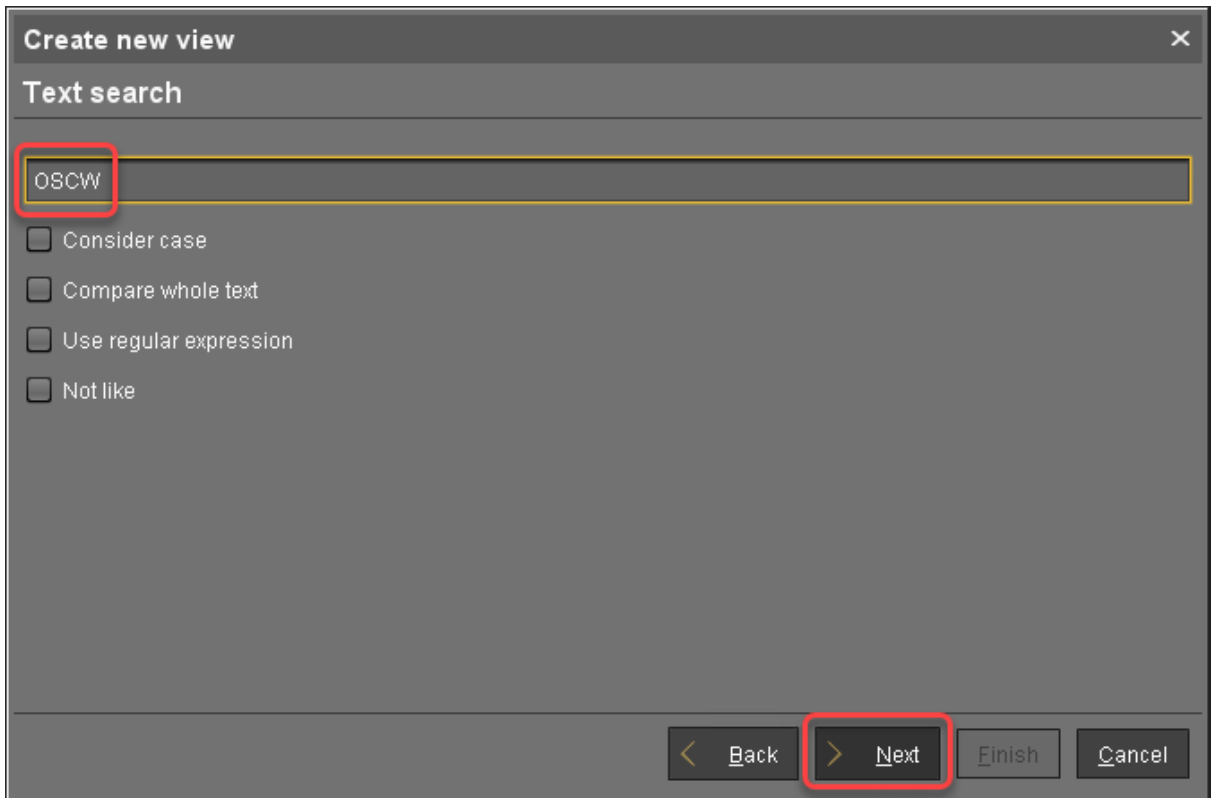 Create new view
Text search
OSCW
Consider case
Compare whole text
Use regular expression
Not like
Back Next Finish Cancel